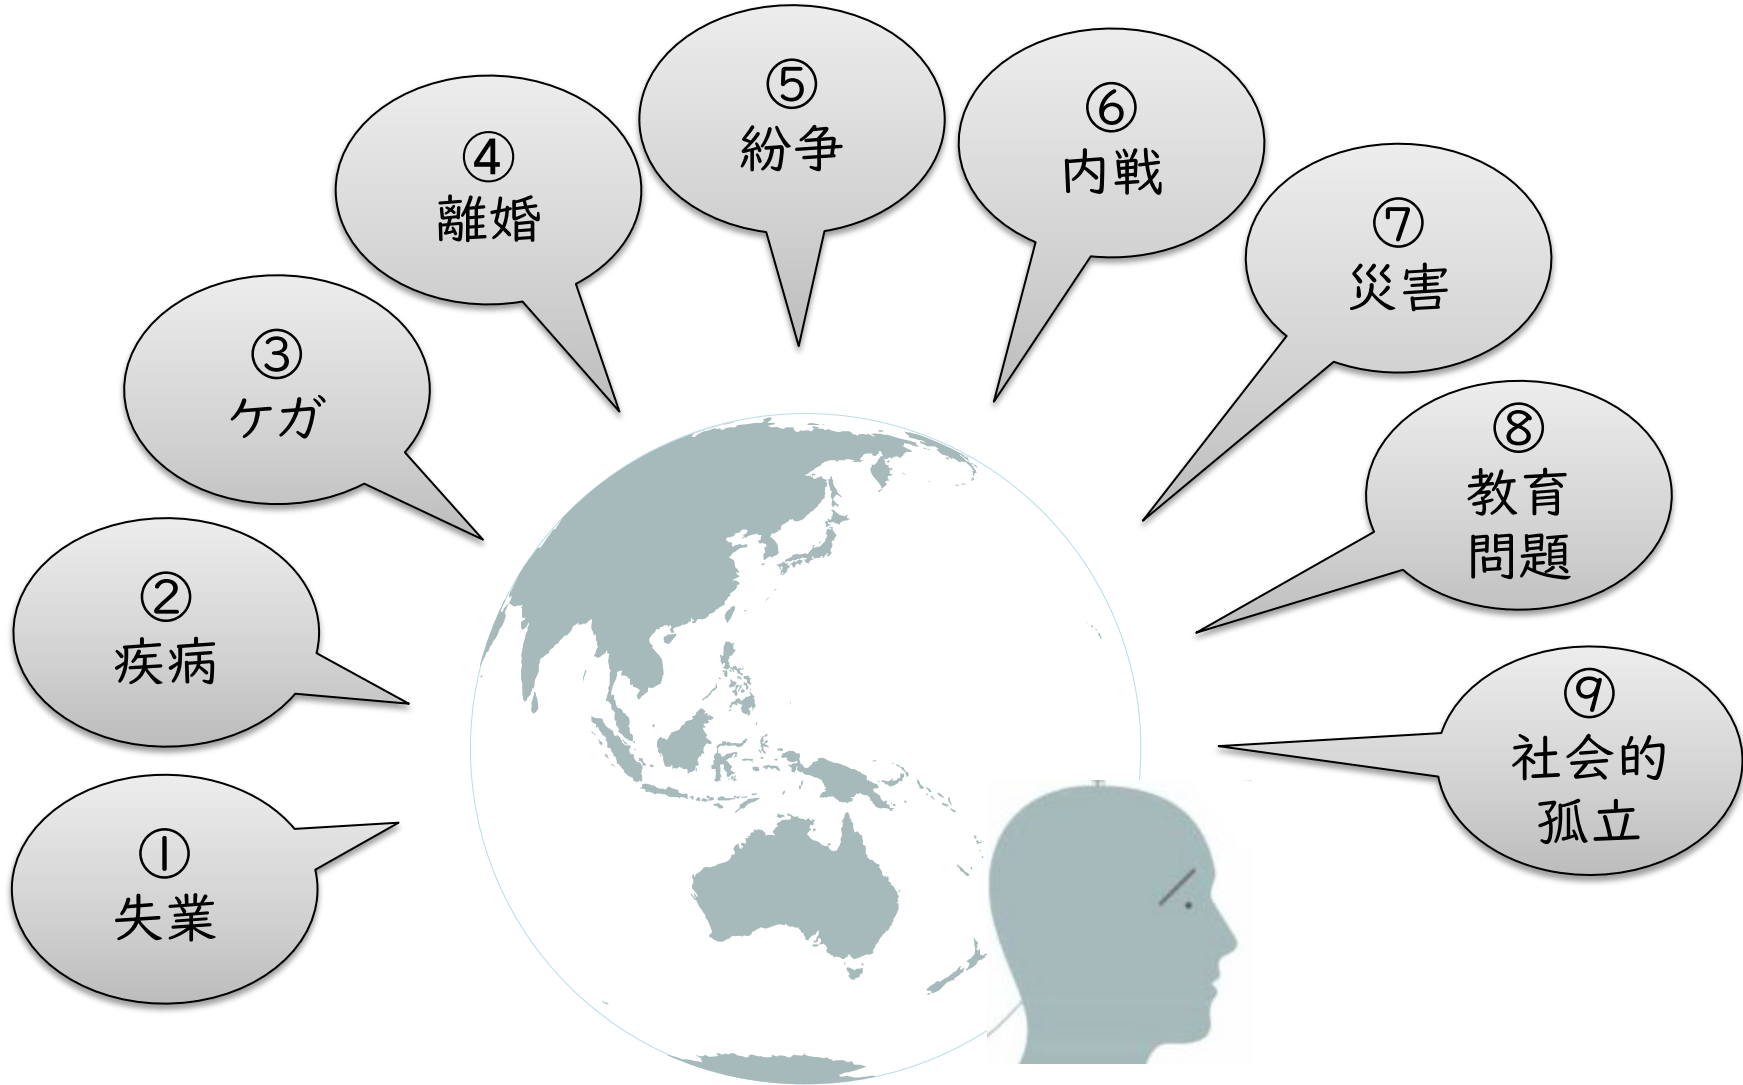 ①
失業
②
疾病
③
ケガ
④
離婚
⑤
紛争
⑥
内戦
⑦
災害
⑧
教育
問題
⑨
社会的
孤立